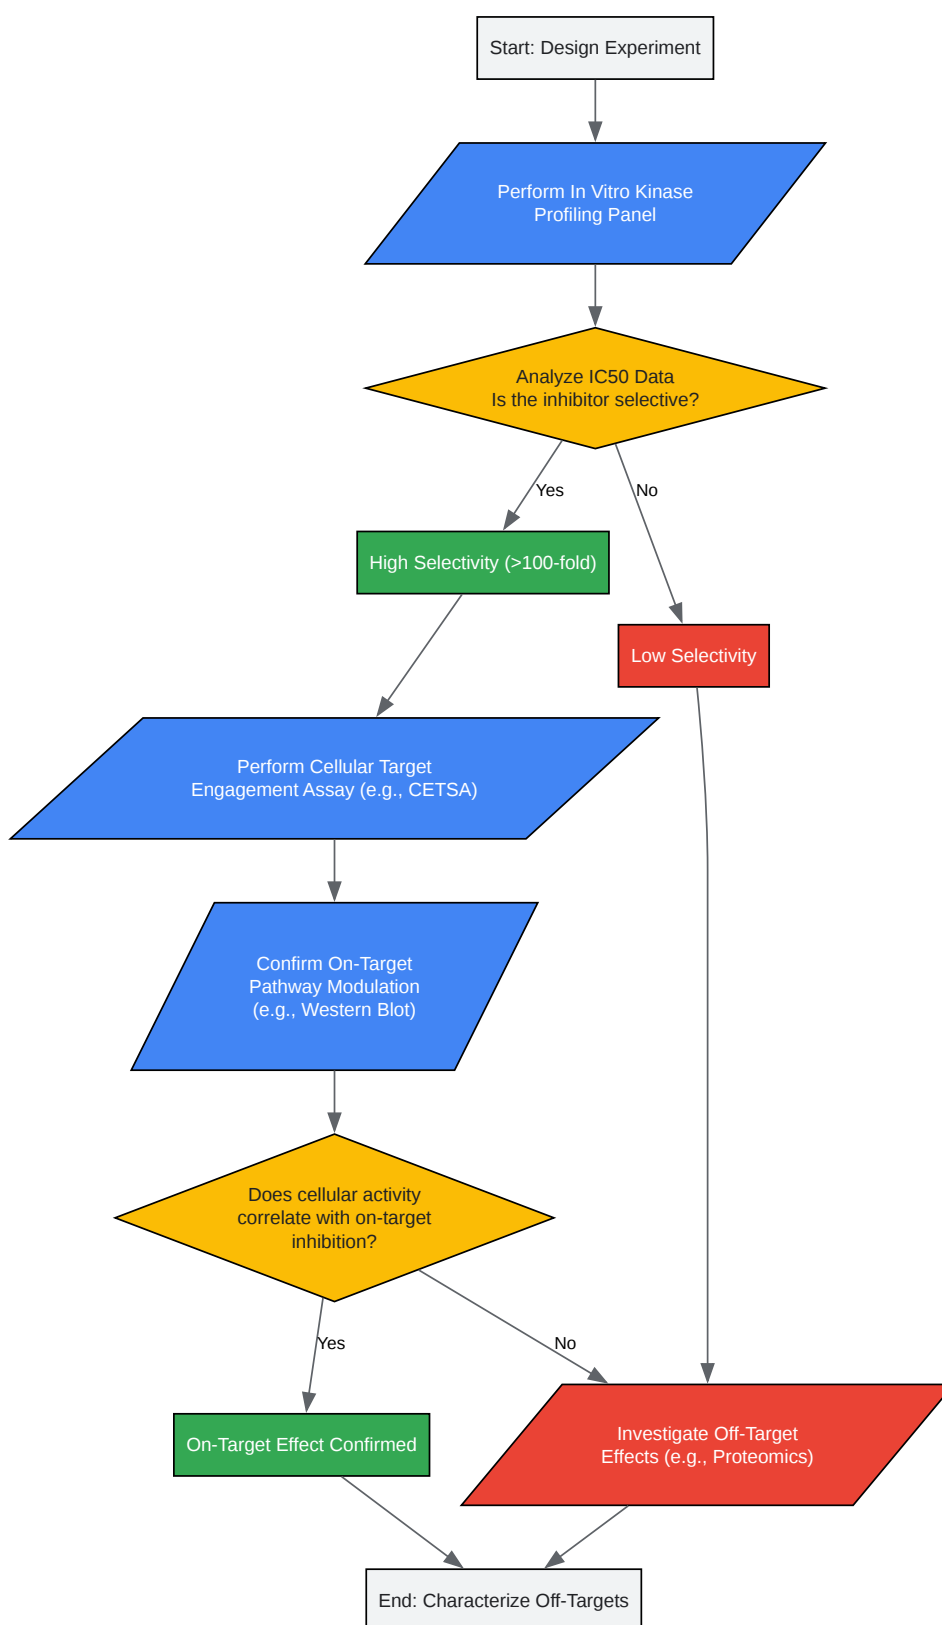 Start: Design Experiment
Perform In Vitro Kinase
Profiling Panel
Analyze IC50 Data
Is the inhibitor selective?
Yes
No
High Selectivity (>100-fold)
Low Selectivity
Perform Cellular Target
Engagement Assay (e.g., CETSA)
Confirm On-Target
Pathway Modulation
(e.g., Western Blot)
Does cellular activity
correlate with on-target
inhibition?
Yes
No
On-Target Effect Confirmed
Investigate Off-Target
Effects (e.g., Proteomics)
End: Characterize Off-Targets